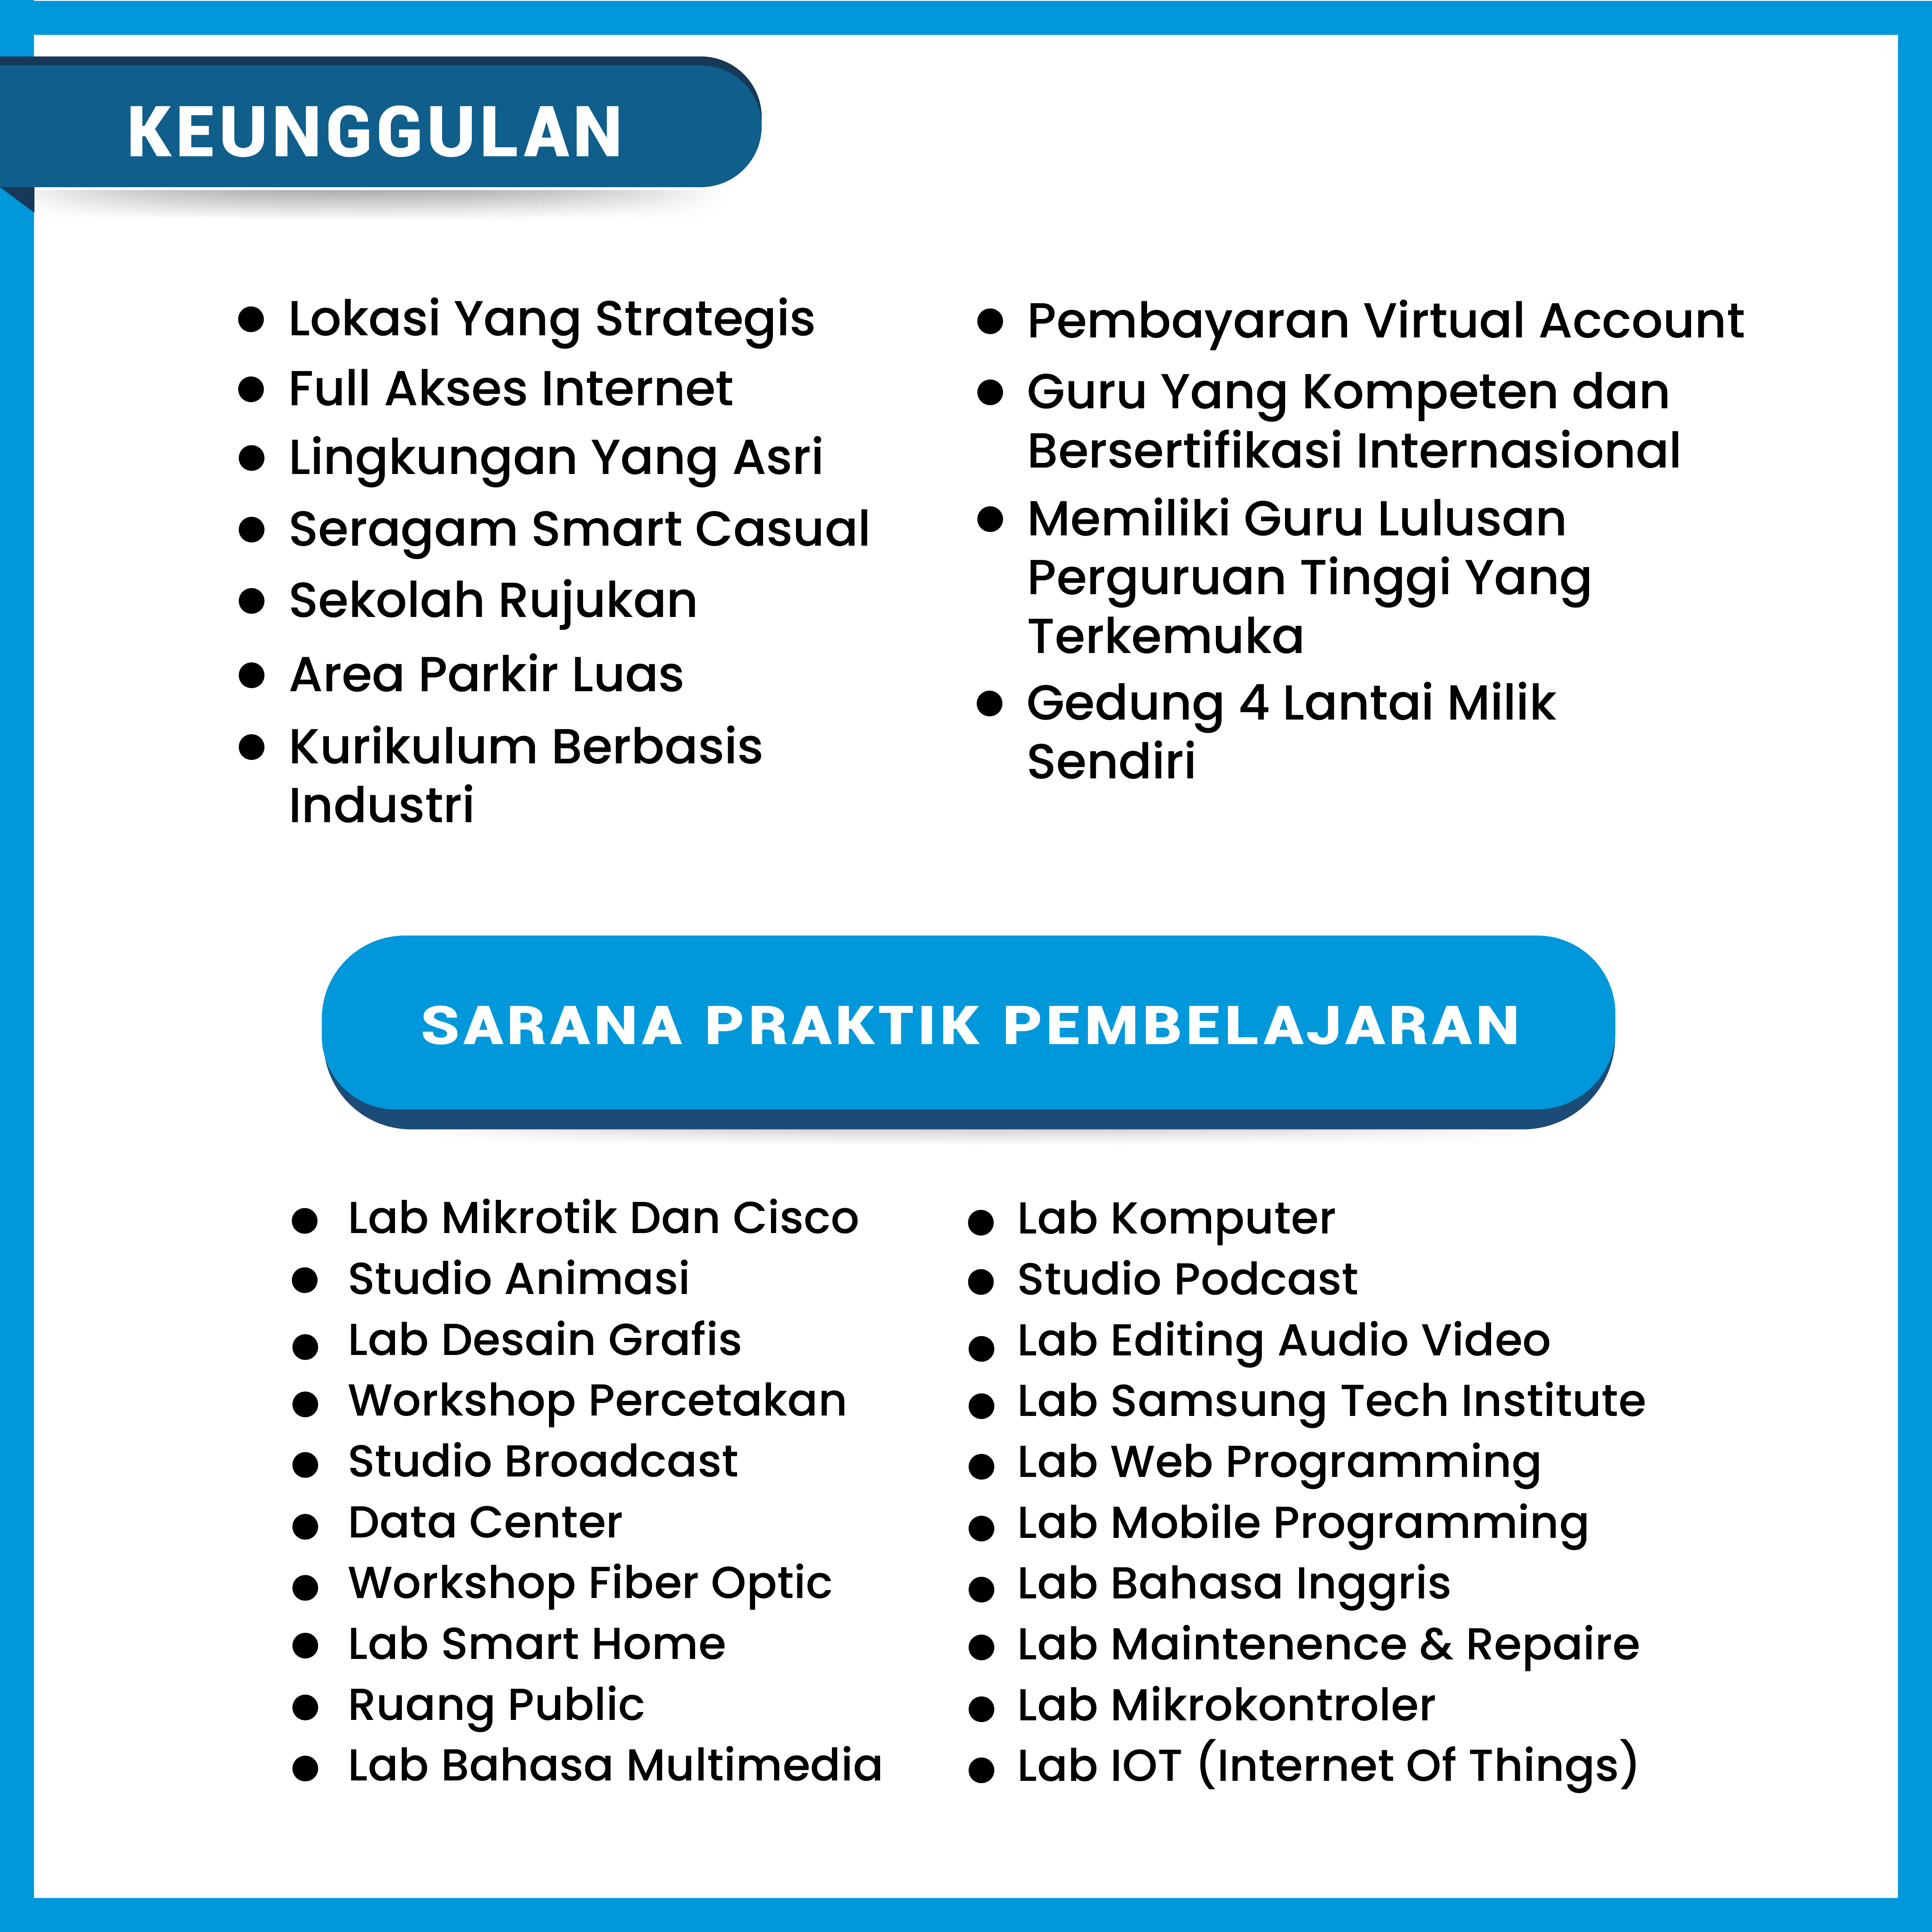 KEUNGGULAN
Lokasi Yang Strategis
Full Akses Internet
Lingkungan Yang Asri
Seragam Smart Casual
Sekolah Rujukan
Area Parkir Luas
Kurikulum Berbasis
Industri
Pembayaran Virtual Account
Guru Yang Kompeten dan
Bersertifikasi Internasional
Memiliki Guru Lulusan
Perguruan Tinggi Yang
Terkemuka
Gedung 4 Lantai Milik
Sendiri
SARANA PRAKTIK PEMBELAJARAN
Lab Mikrotik Dan Cisco
Studio Animasi
Lab Desain Grafis
Workshop Percetakan
Studio Broadcast
Data Center
Workshop Fiber Optic
Lab Smart Home
Ruang Public
Lab Bahasa Multimedia
Lab Komputer
Studio Podcast
Lab Editing Audio Video
Lab Samsung Tech Institute
Lab Web Programming
Lab Mobile Programming
Lab Bahasa Inggris
Lab Maintenence & Repaire
Lab Mikrokontroler
Lab IOT (Internet Of Things)